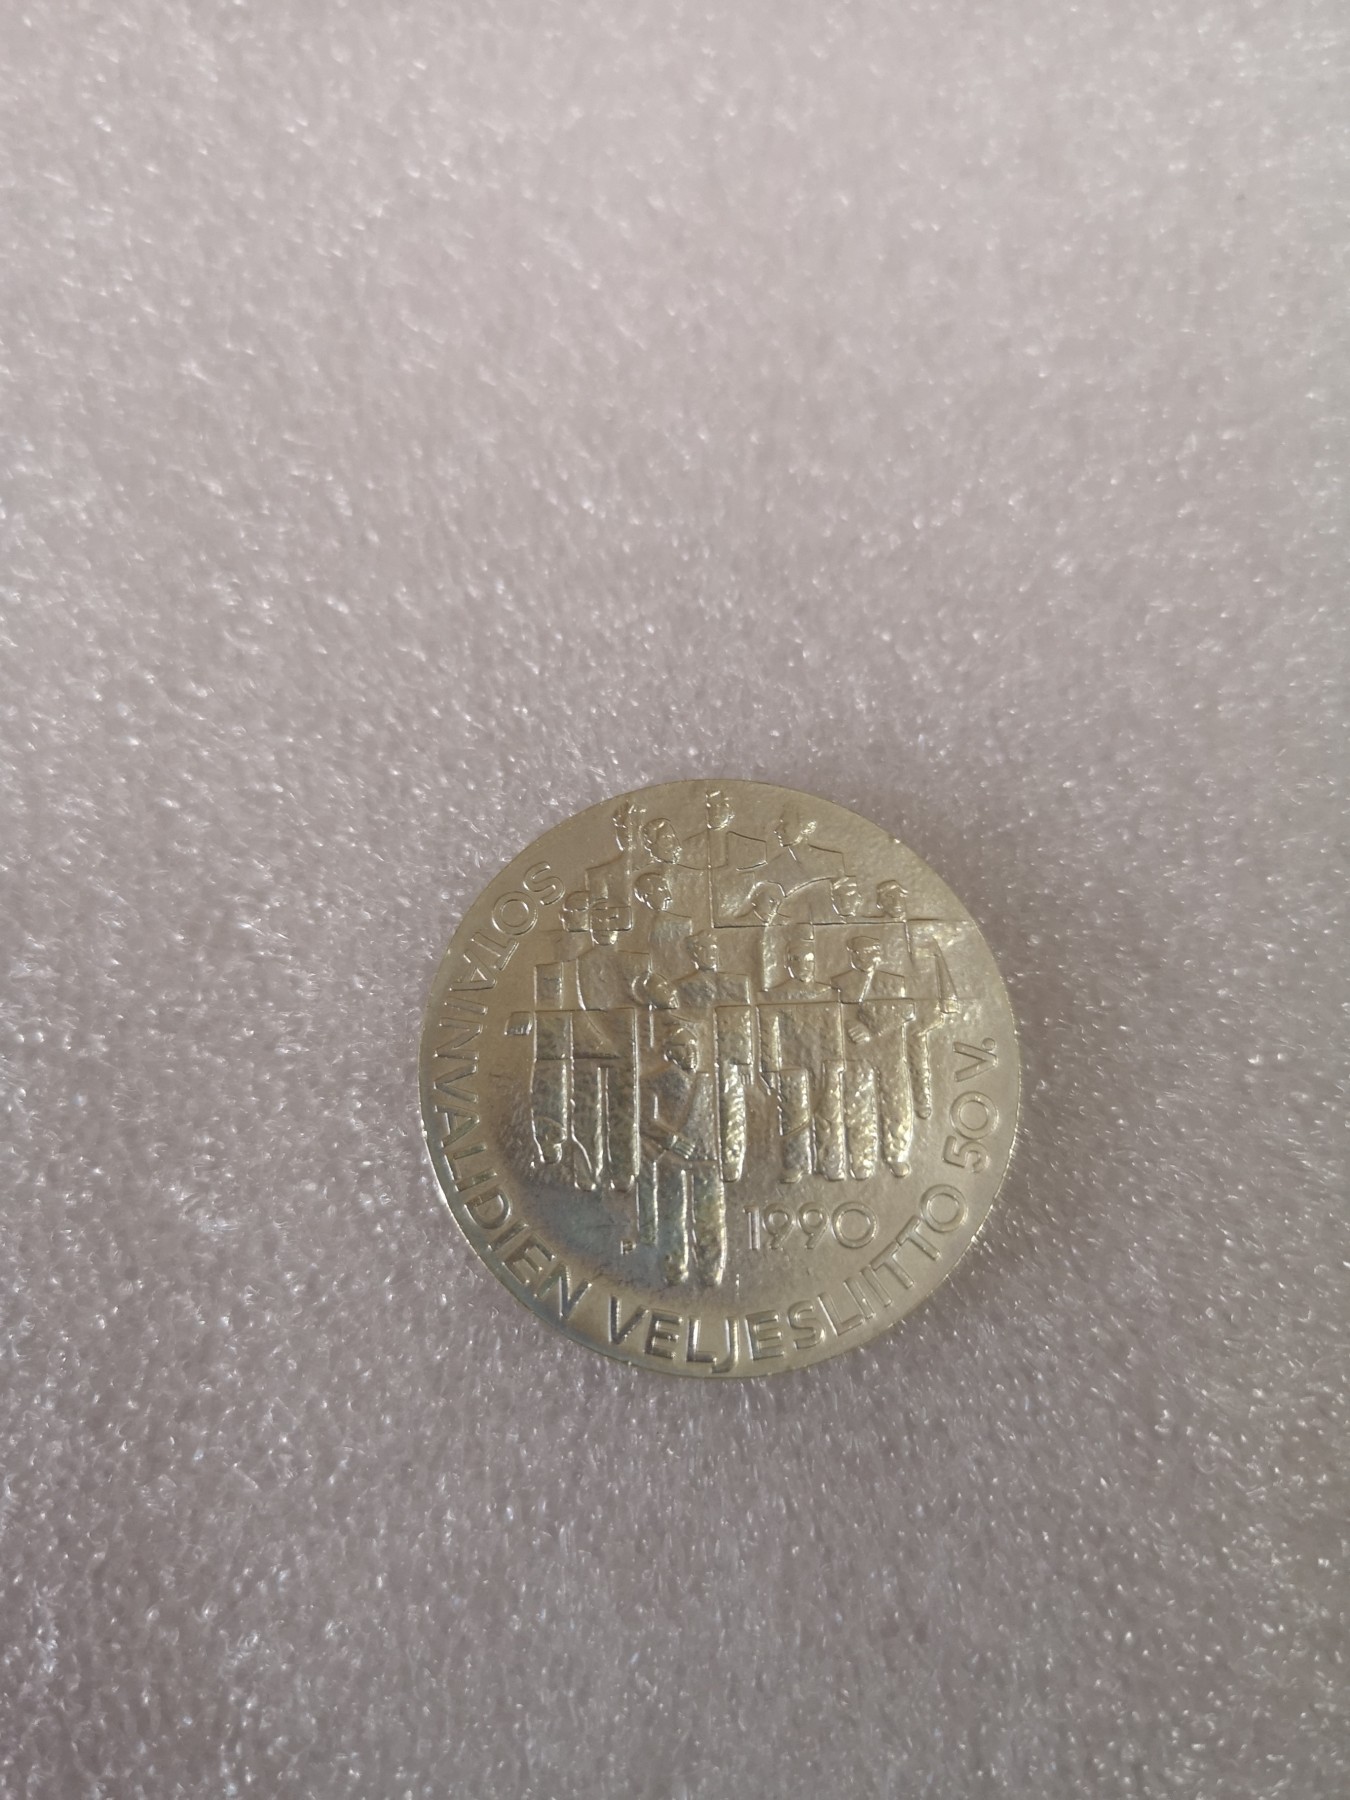 SOTAINVALIDIEN VELJESLIITTO 50 V.
1990